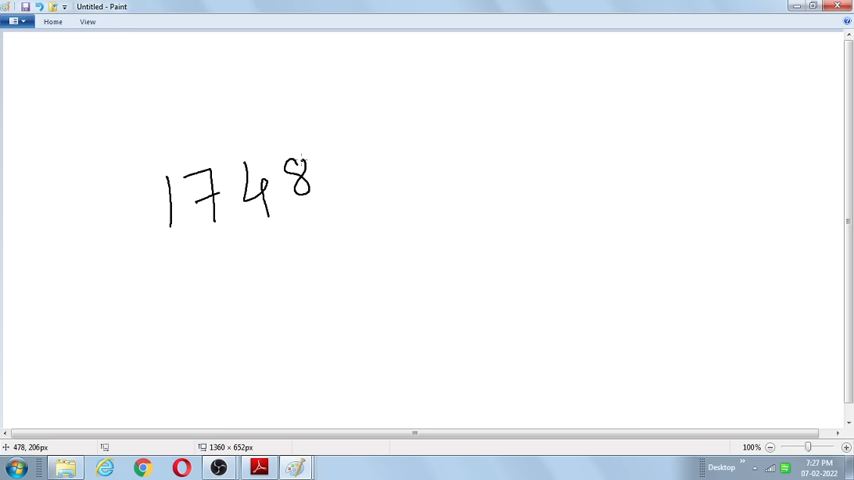 Untitled - Paint
Home View
1748
478, 206px
1360 × 652px
100%
Desktop
7:27 PM
07-02-2022